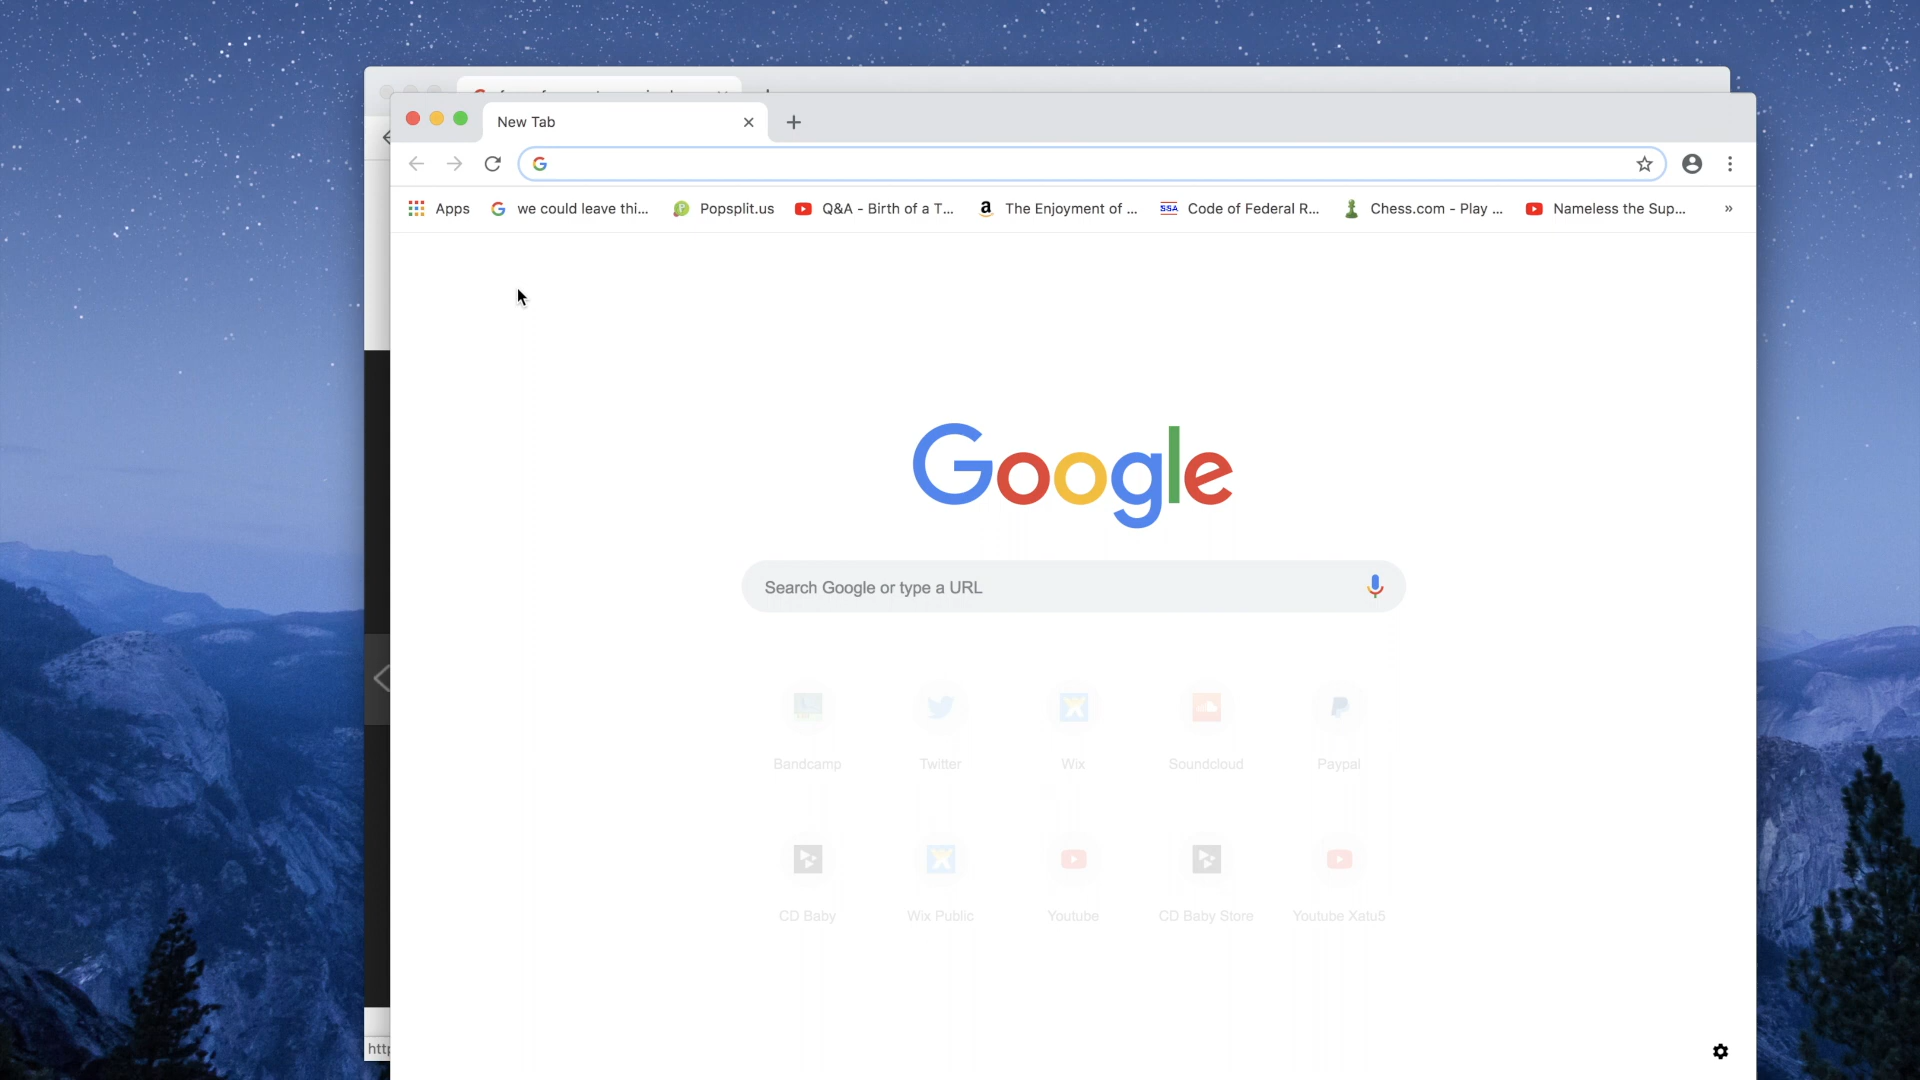 New Tab
Apps
we could leave thi...
Popsplit.us
Q&A - Birth of a T...
The Enjoyment of ...
SSA
Code of Federal R...
Chess.com - Play ...
Nameless the Sup...
»
Google
Search Google or type a URL
Bandcamp
Twitter
Wix
Soundcloud
Paypal
CD Baby
Wix Public
Youtube
CD Baby Store
Youtube Xatu5